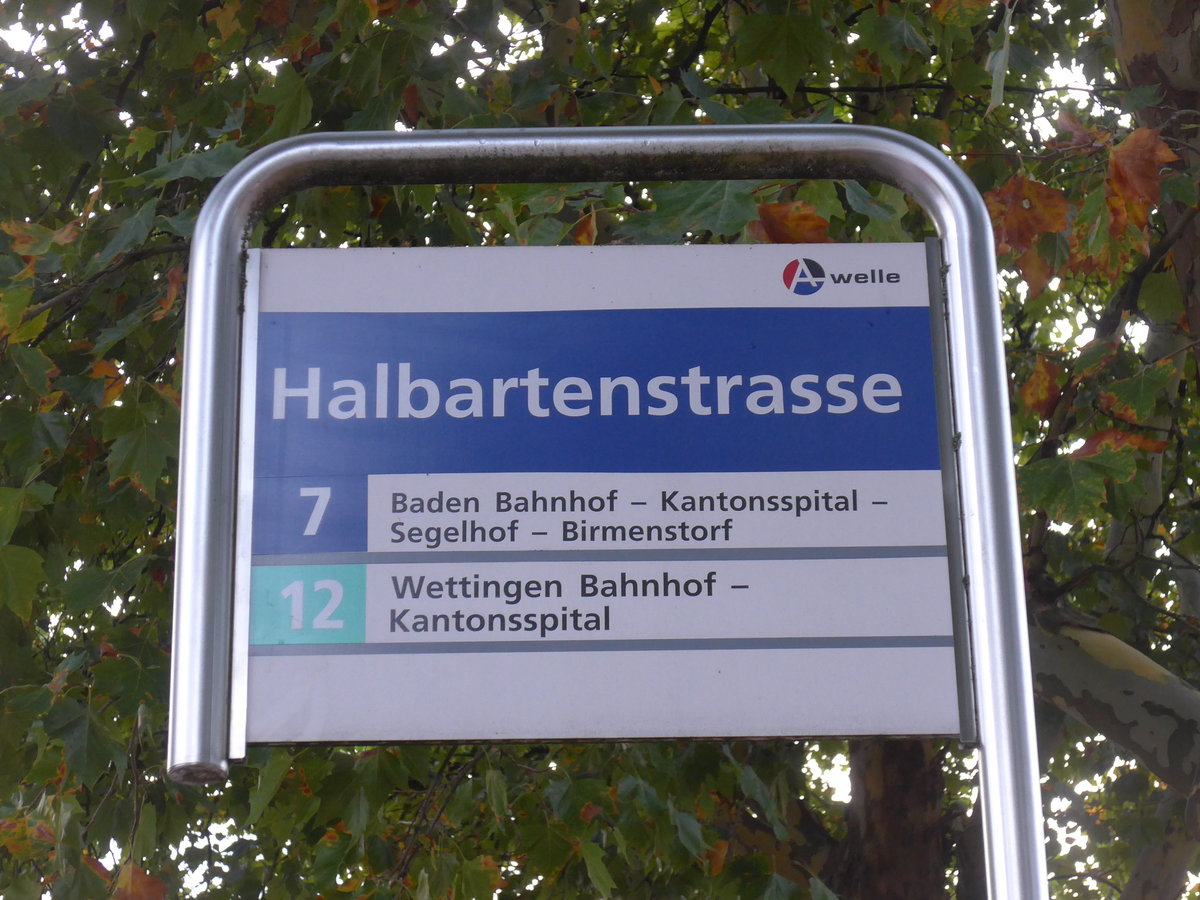 A welle
Halbartenstrasse
7
Baden Bahnhof – Kantonsspital –
Segelhof – Birmenstorf
12
Wettingen Bahnhof –
Kantonsspital